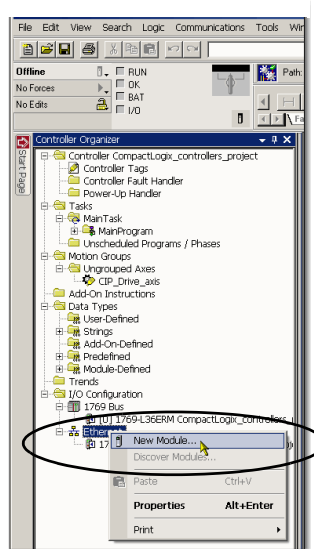 File Edit View Search Logic Communications Tools
Offline
RUN
Path:
No Forces
OK
No Edits
BAT
I/O
Controller Organizer
Start Page
Controller CompactLogix_controllers_project
Controller Tags
Controller Fault Handler
Power-Up Handler
Tasks
MainTask
MainProgram
Unscheduled Programs / Phases
Motion Groups
Ungrouped Axes
CIP_Drive_axis
Add-On Instructions
Data Types
User-Defined
Strings
Add-On-Defined
Predefined
Module-Defined
Trends
I/O Configuration
1769 Bus
[0] 1769-L36ERM CompactLogix_controllers
Ethernet
17
New Module...
Discover Modules...
Paste Ctrl+V
Properties Alt+Enter
Print